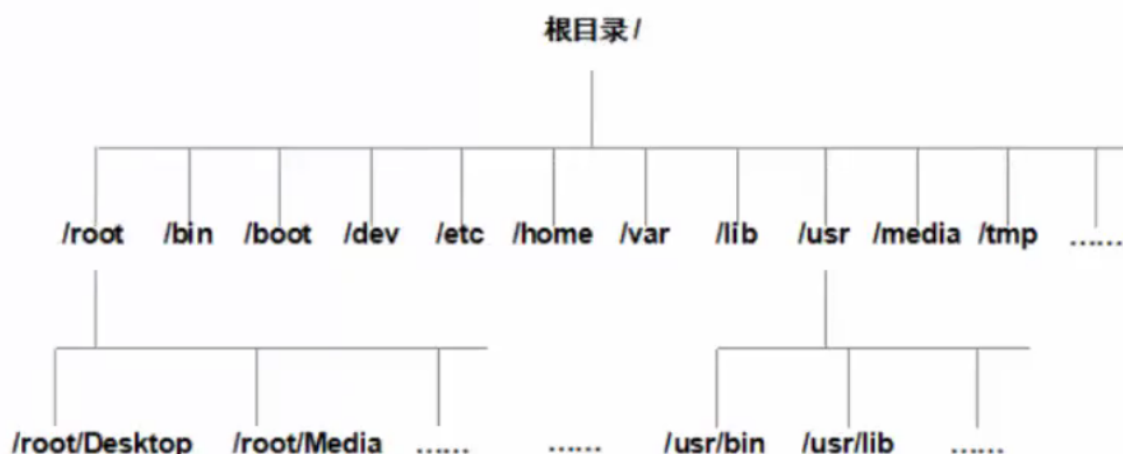 根目录 /
/root /bin /boot /dev /etc /home /var /lib /usr /media /tmp ……
/root/Desktop /root/Media …… …… /usr/bin /usr/lib ……